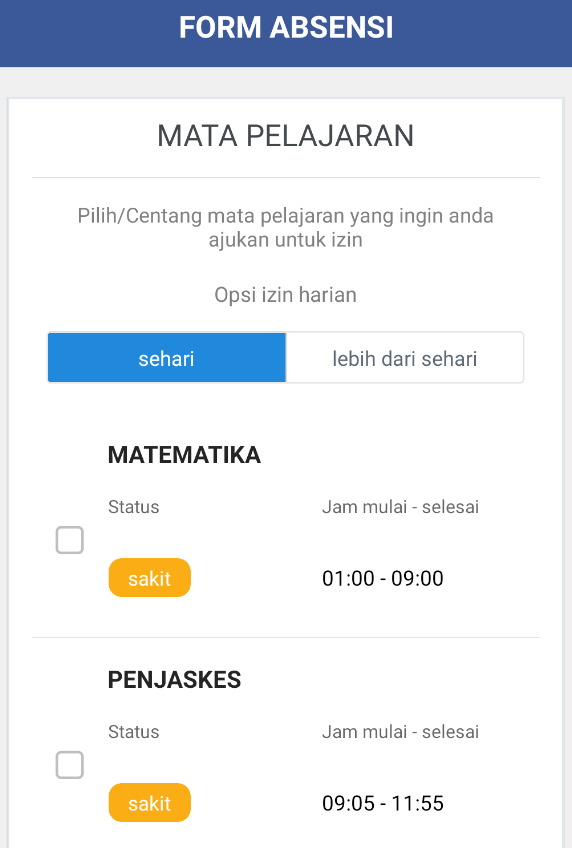 FORM ABSENSI
MATA PELAJARAN
Pilih/Centang mata pelajaran yang ingin anda
ajukan untuk izin
Opsi izin harian
sehari
lebih dari sehari
MATEMATIKA
Status
Jam mulai - selesai
sakit
01:00 - 09:00
PENJASKES
Status
Jam mulai - selesai
sakit
09:05 - 11:55